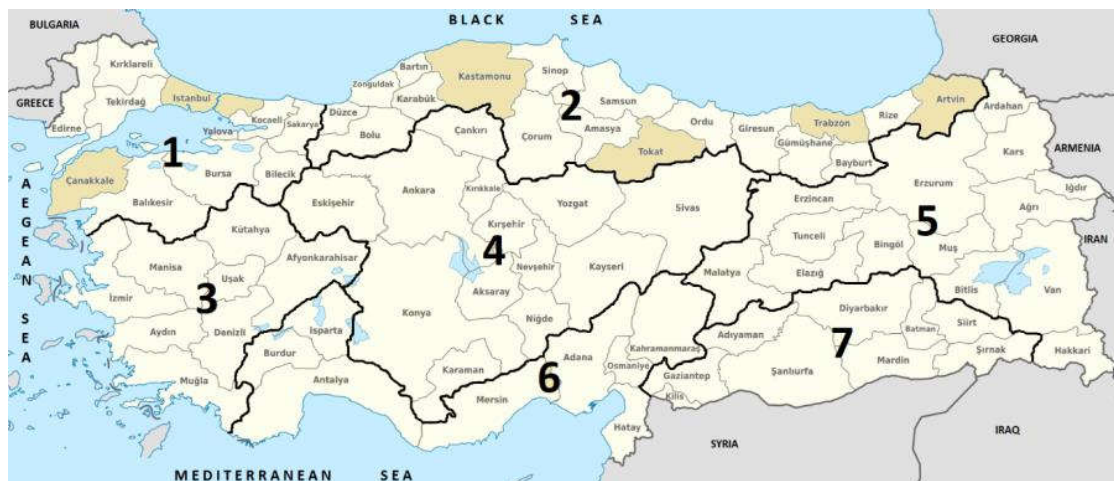 BULGARIA
BLACK SEA
GEORGIA
Kırklareli
Bartın
Kastamonu
Sinop
Zonguldak
Artvin
Ardahan
GREECE
Tekirdağ
İstanbul
Edirne
Kocaeli
Sakarya
Yalova
Düzce
Karabük
2
Samsun
Ordu
Giresun
Trabzon
Rize
Bolu
Çankırı
Çorum
Amasya
Tokat
Gümüşhane
Bayburt
Kars
ARMENIA
1
Çanakkale
Bursa
Bilecik
Balıkesir
Eskişehir
Ankara
Kırıkkale
Yozgat
Sivas
Erzincan
Erzurum
Iğdır
Ağrı
AEGEAN SEA
Kütahya
Kırşehir
4
5
IRAN
Manisa
Uşak
Afyonkarahisar
Nevşehir
Kayseri
Tunceli
Bingöl
Muş
Malatya
Elazığ
Bitlis
Van
İzmir
3
Aksaray
Konya
Niğde
Aydın
Denizli
Isparta
Burdur
Diyarbakır
Adıyaman
Batman
Siirt
7
Kahramanmaraş
Adana
Osmaniye
Gaziantep
Şanlıurfa
Mardin
Şırnak
Hakkari
Muğla
Antalya
Karaman
6
Mersin
Kilis
Hatay
SYRIA
IRAQ
MEDITERRANEAN SEA